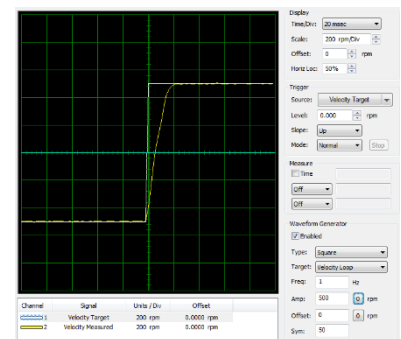 Display
Time/Div: 20 msec
Scale: 200 rpm/Div
Offset: 0 rpm
Horiz Loc: 50%
Trigger
Source: Velocity Target
Level: 0.000 rpm
Slope: Up
Mode: Normal Stop
Measure
Time
Off
Off
Waveform Generator
Enabled
Type: Square
Target: Velocity Loop
Freq: 1 Hz
Amp: 500 0 rpm
Offset: 0 0 rpm
Sym: 50
Channel Signal Units /Div Offset
1 Velocity Target 200 rpm 0.0000 rpm
2 Velocity Measured 200 rpm 0.0000 rpm